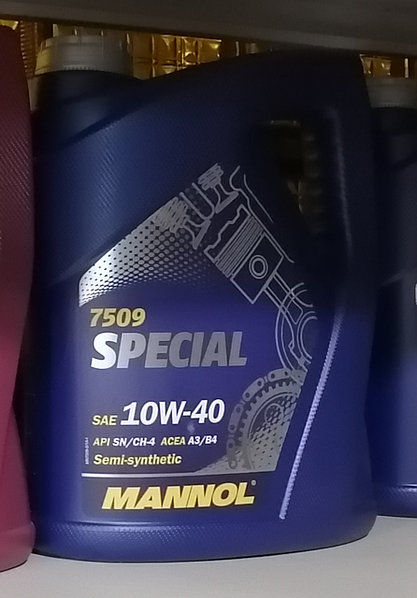 7509
SPECIAL
SAE 10W-40
API SN/CH-4 ACEA A3/B4
Semi-synthetic
MANNOL